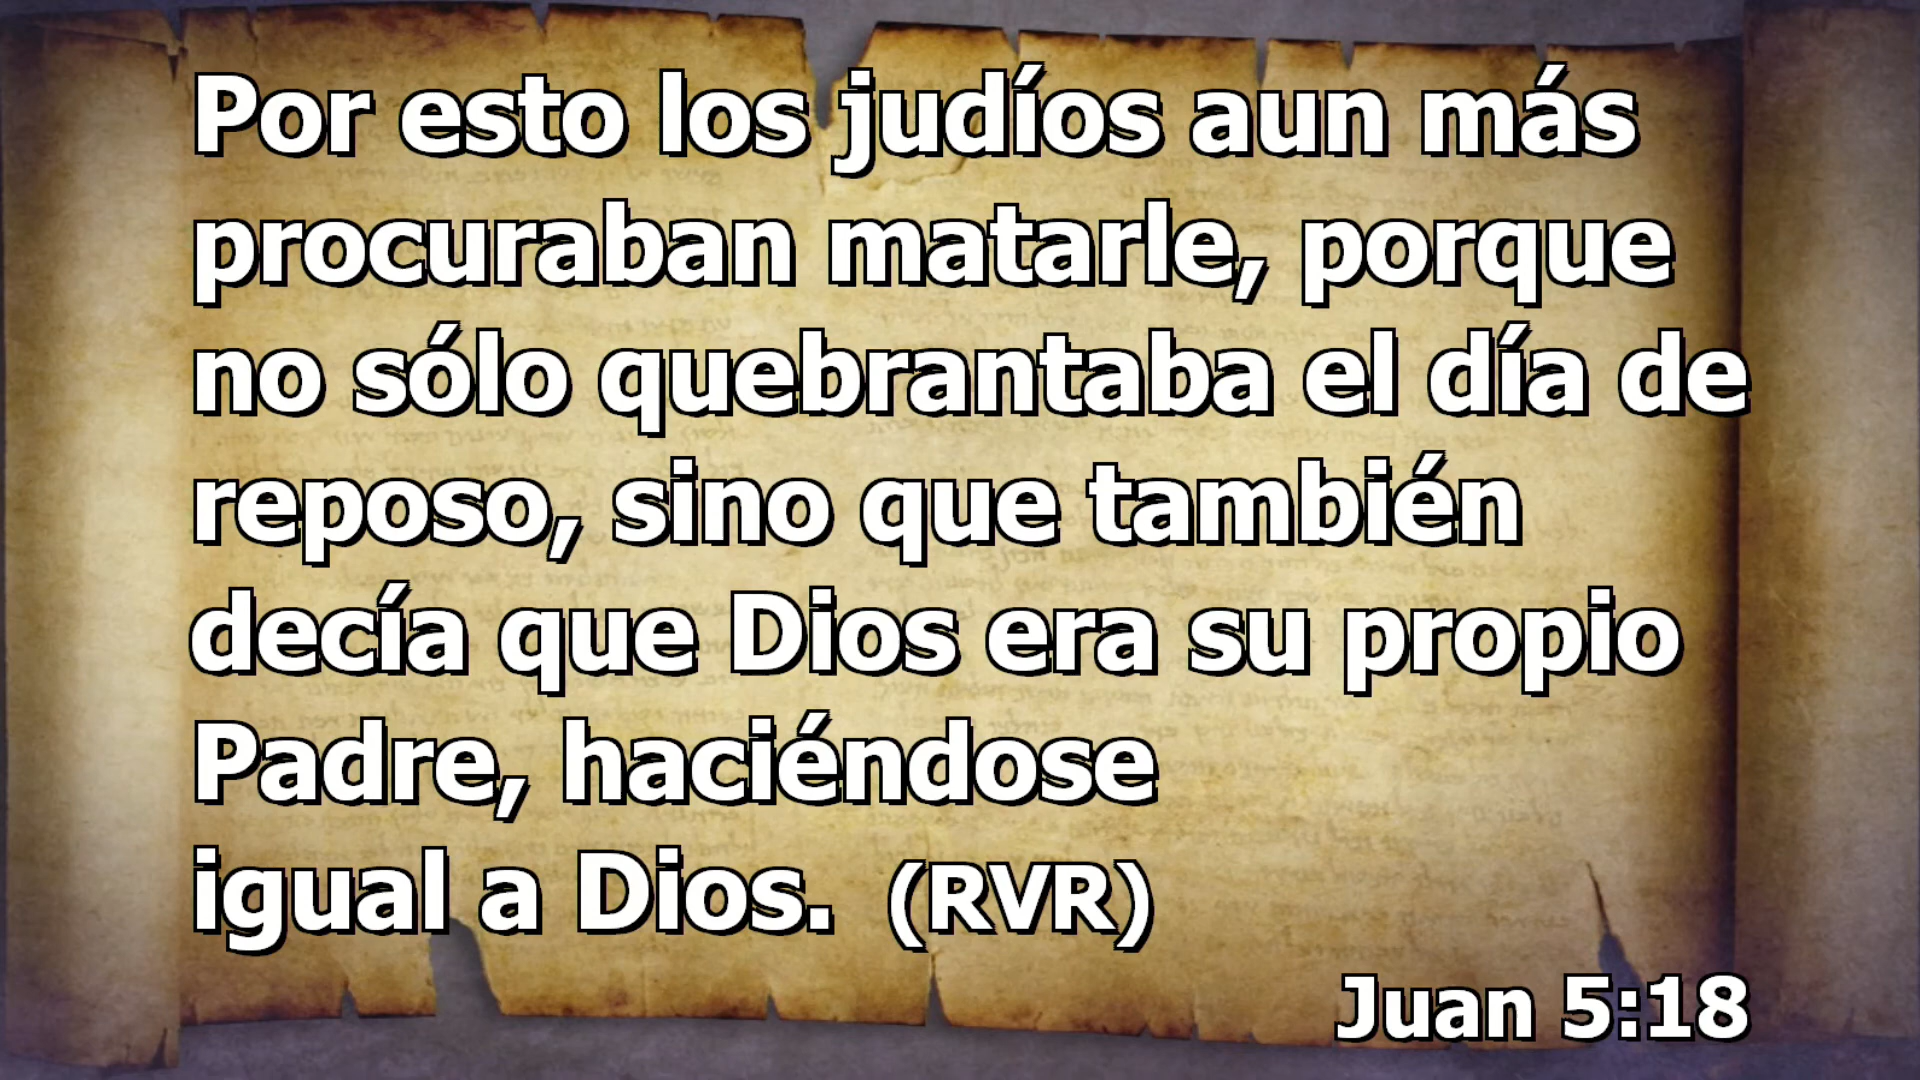 Por esto los judíos aun más
procuraban matarle, porque
no sólo quebrantaba el día de
reposo, sino que también
decía que Dios era su propio
Padre, haciéndose
igual a Dios. (RVR)
Juan 5:18